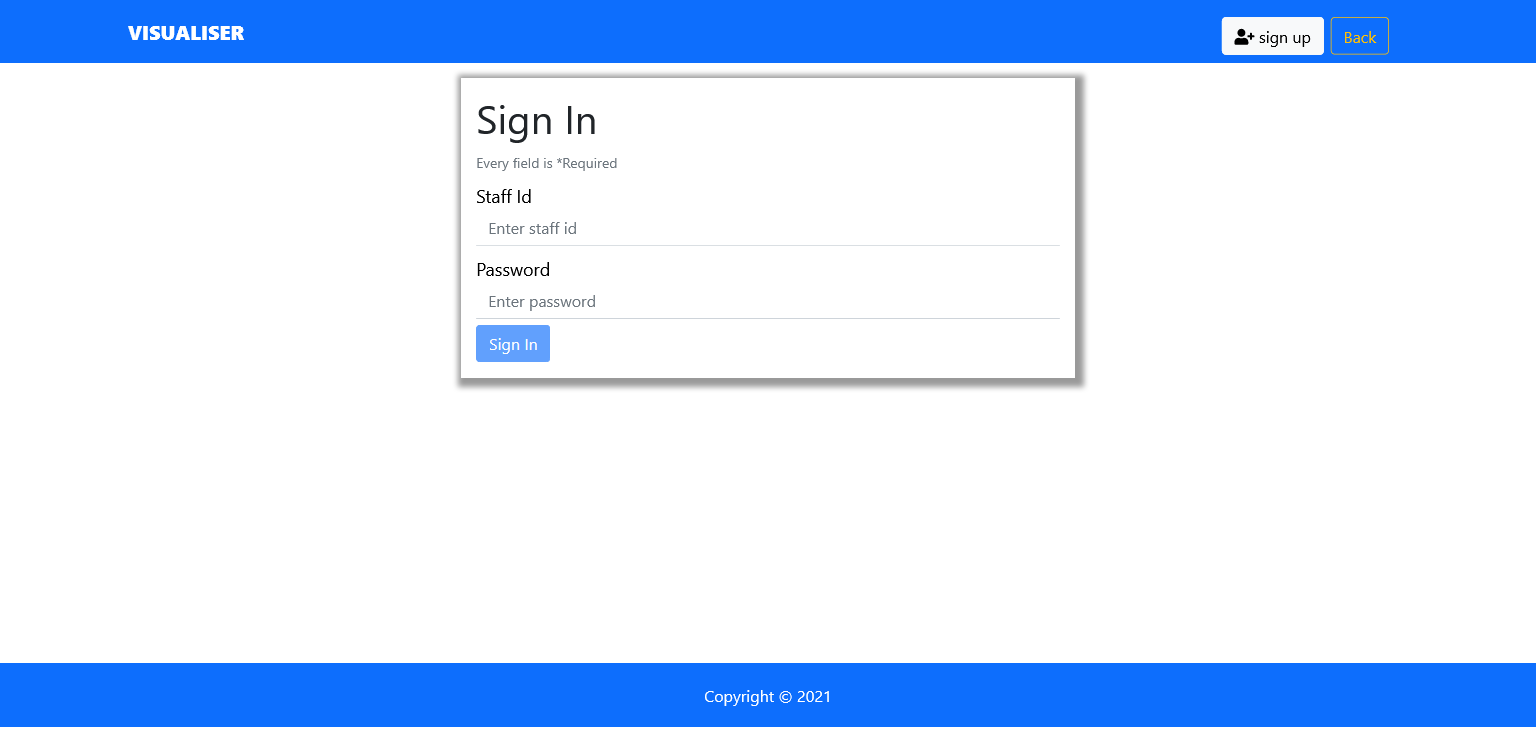 VISUALISER
sign up
Back
Sign In
Every field is *Required
Staff Id
Enter staff id
Password
Enter password
Sign In
Copyright © 2021